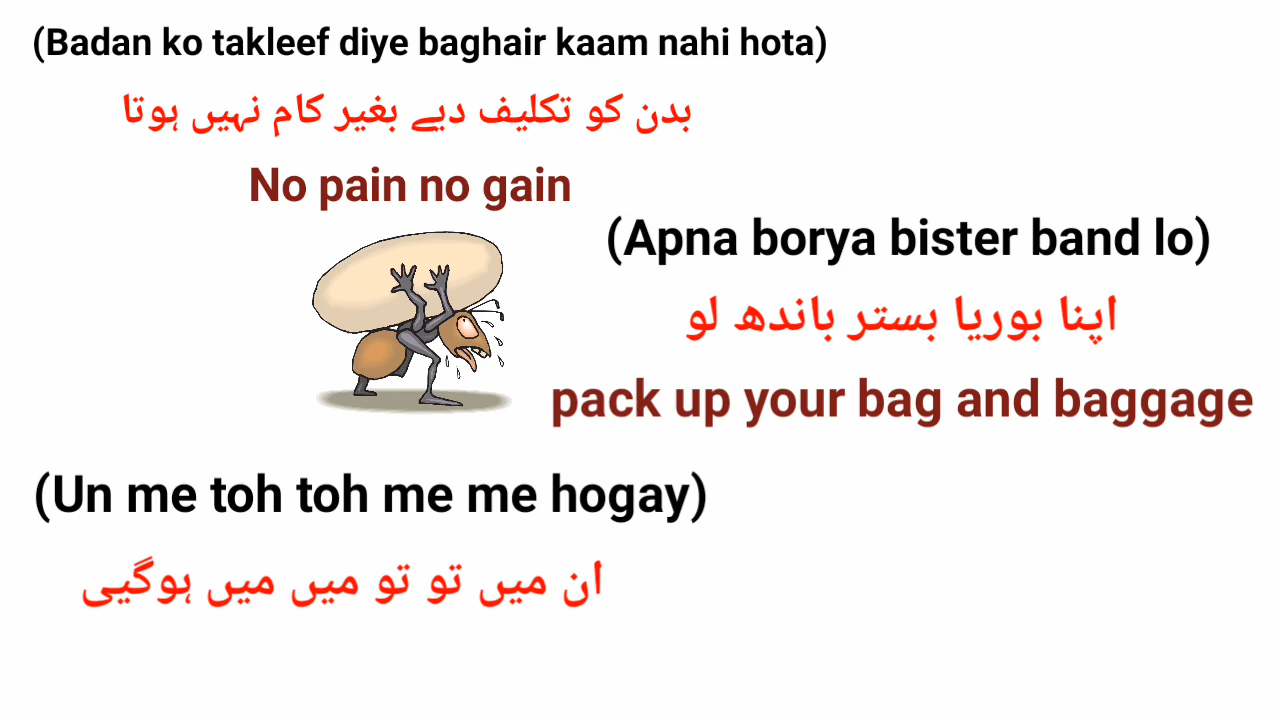 (Badan ko takleef diye baghair kaam nahi hota)
بدن کو تکلیف دیے بغیر کام نہیں ہوتا
No pain no gain
(Apna borya bister band lo)
اپنا بوریا بستر باندھ لو
pack up your bag and baggage
(Un me toh toh me me hogay)
ان میں تو تو میں میں ہوگیی